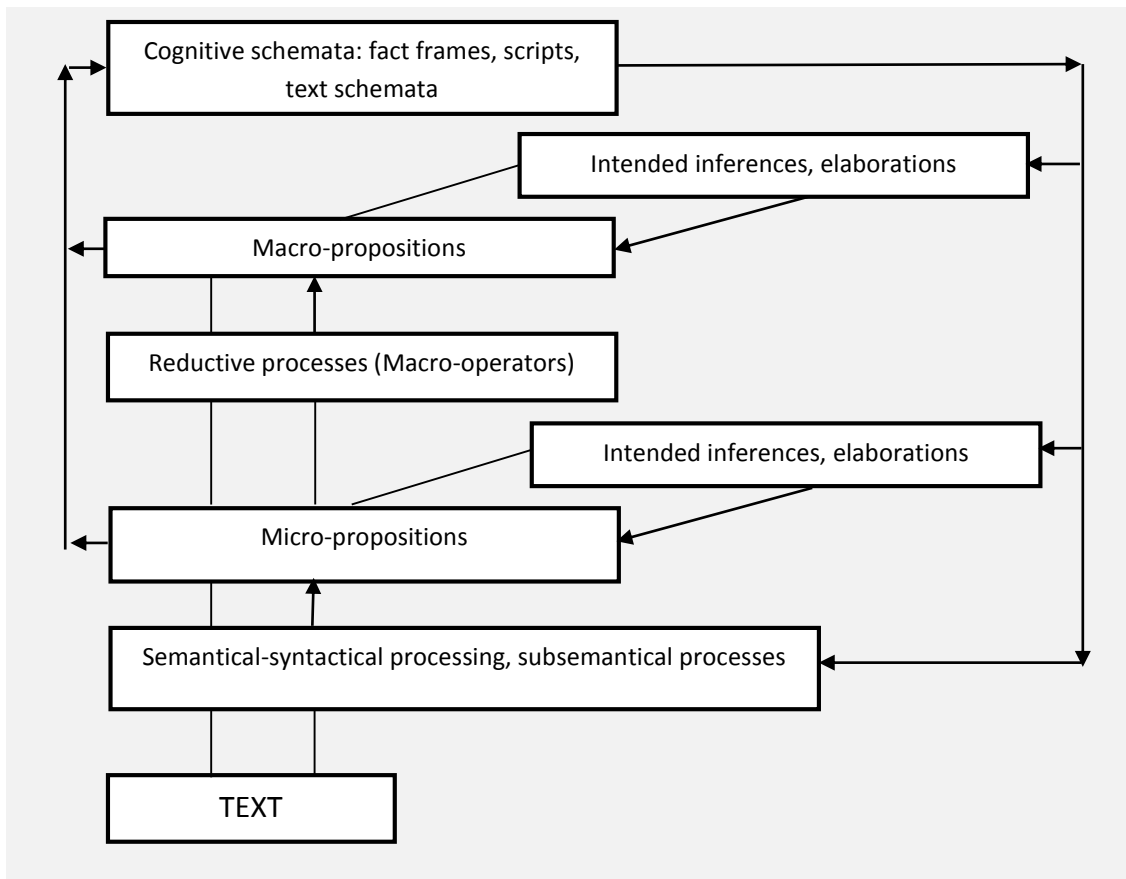 Cognitive schemata: fact frames, scripts,
text schemata
Intended inferences, elaborations
Macro-propositions
Reductive processes (Macro-operators)
Intended inferences, elaborations
Micro-propositions
Semantical-syntactical processing, subsemantical processes
TEXT